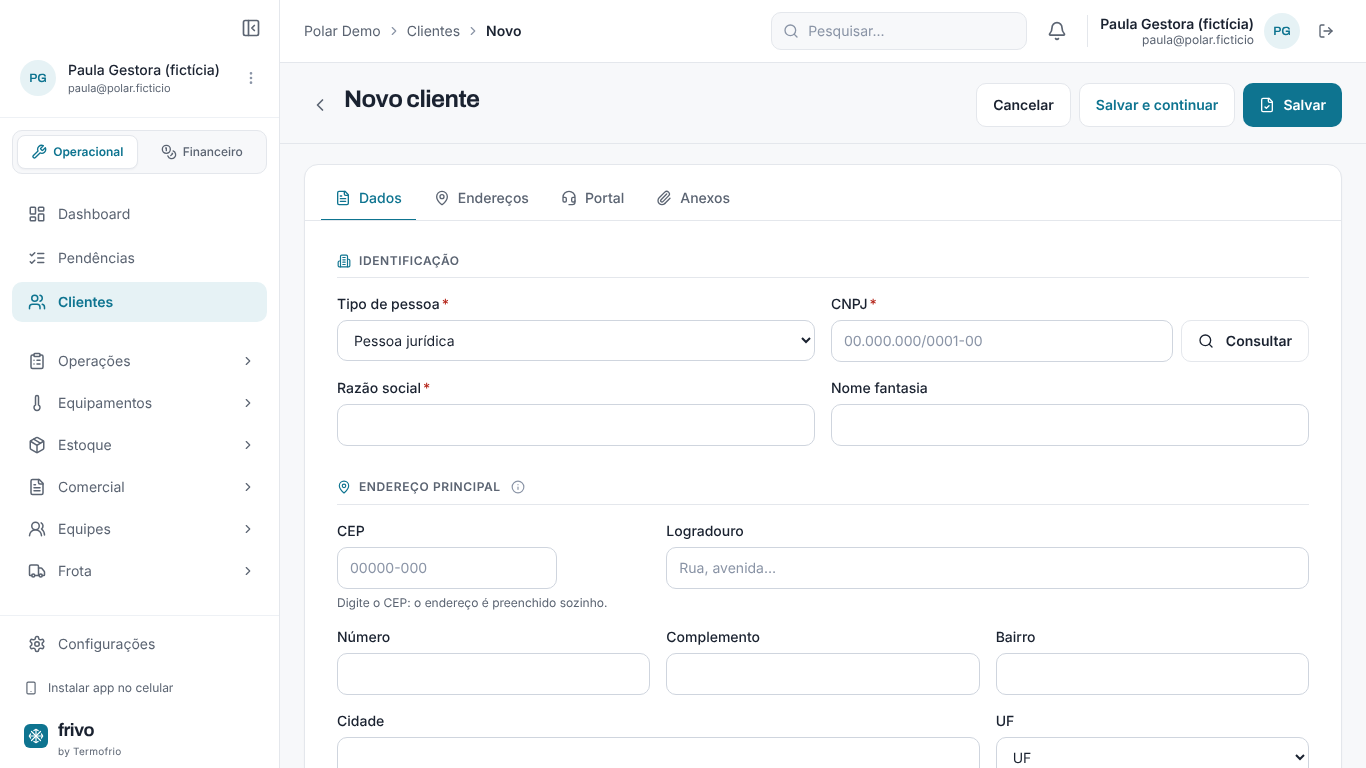 Polar Demo > Clientes > Novo
Pesquisar...
Paula Gestora (fictícia)
paula@polar.ficticio
PG
PG
Paula Gestora (fictícia)
paula@polar.ficticio
Operacional
Financeiro
Dashboard
Pendências
Clientes
Operações
Equipamentos
Estoque
Comercial
Equipes
Frota
Configurações
Instalar app no celular
frivo
by Termofrio
Novo cliente
Cancelar
Salvar e continuar
Salvar
Dados
Endereços
Portal
Anexos
IDENTIFICAÇÃO
Tipo de pessoa *
Pessoa jurídica
CNPJ *
00.000.000/0001-00
Consultar
Razão social *
Nome fantasia
ENDEREÇO PRINCIPAL
CEP
00000-000
Digite o CEP: o endereço é preenchido sozinho.
Logradouro
Rua, avenida...
Número
Complemento
Bairro
Cidade
UF
UF